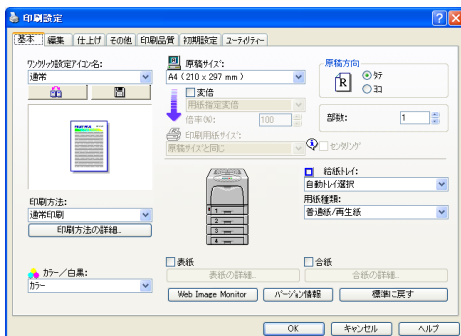 印刷設定
基本 編集 仕上げ その他 印刷品質 初期設定 ユーティリティー
ワンクリック設定アイコン名:
通常
原稿サイズ:
A4 ( 210 x 297 mm )
変倍
用紙指定変倍
倍率(%): 100
印刷用紙サイズ:
原稿サイズと同じ
原稿方向
R
タテ
ヨコ
部数: 1
センタリング
給紙トレイ:
自動トレイ選択
用紙種類:
普通紙/再生紙
1
2
3
4
印刷方法:
通常印刷
印刷方法の詳細...
カラー/白黒:
カラー
表紙
表紙の詳細...
合紙
合紙の詳細...
Web Image Monitor バージョン情報 標準に戻す
OK キャンセル ヘルプ